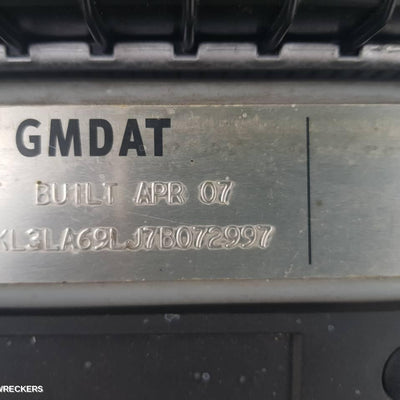 GMDAT
BUILT APR 07
KL3LA69LJ7B072997
WRECKERS